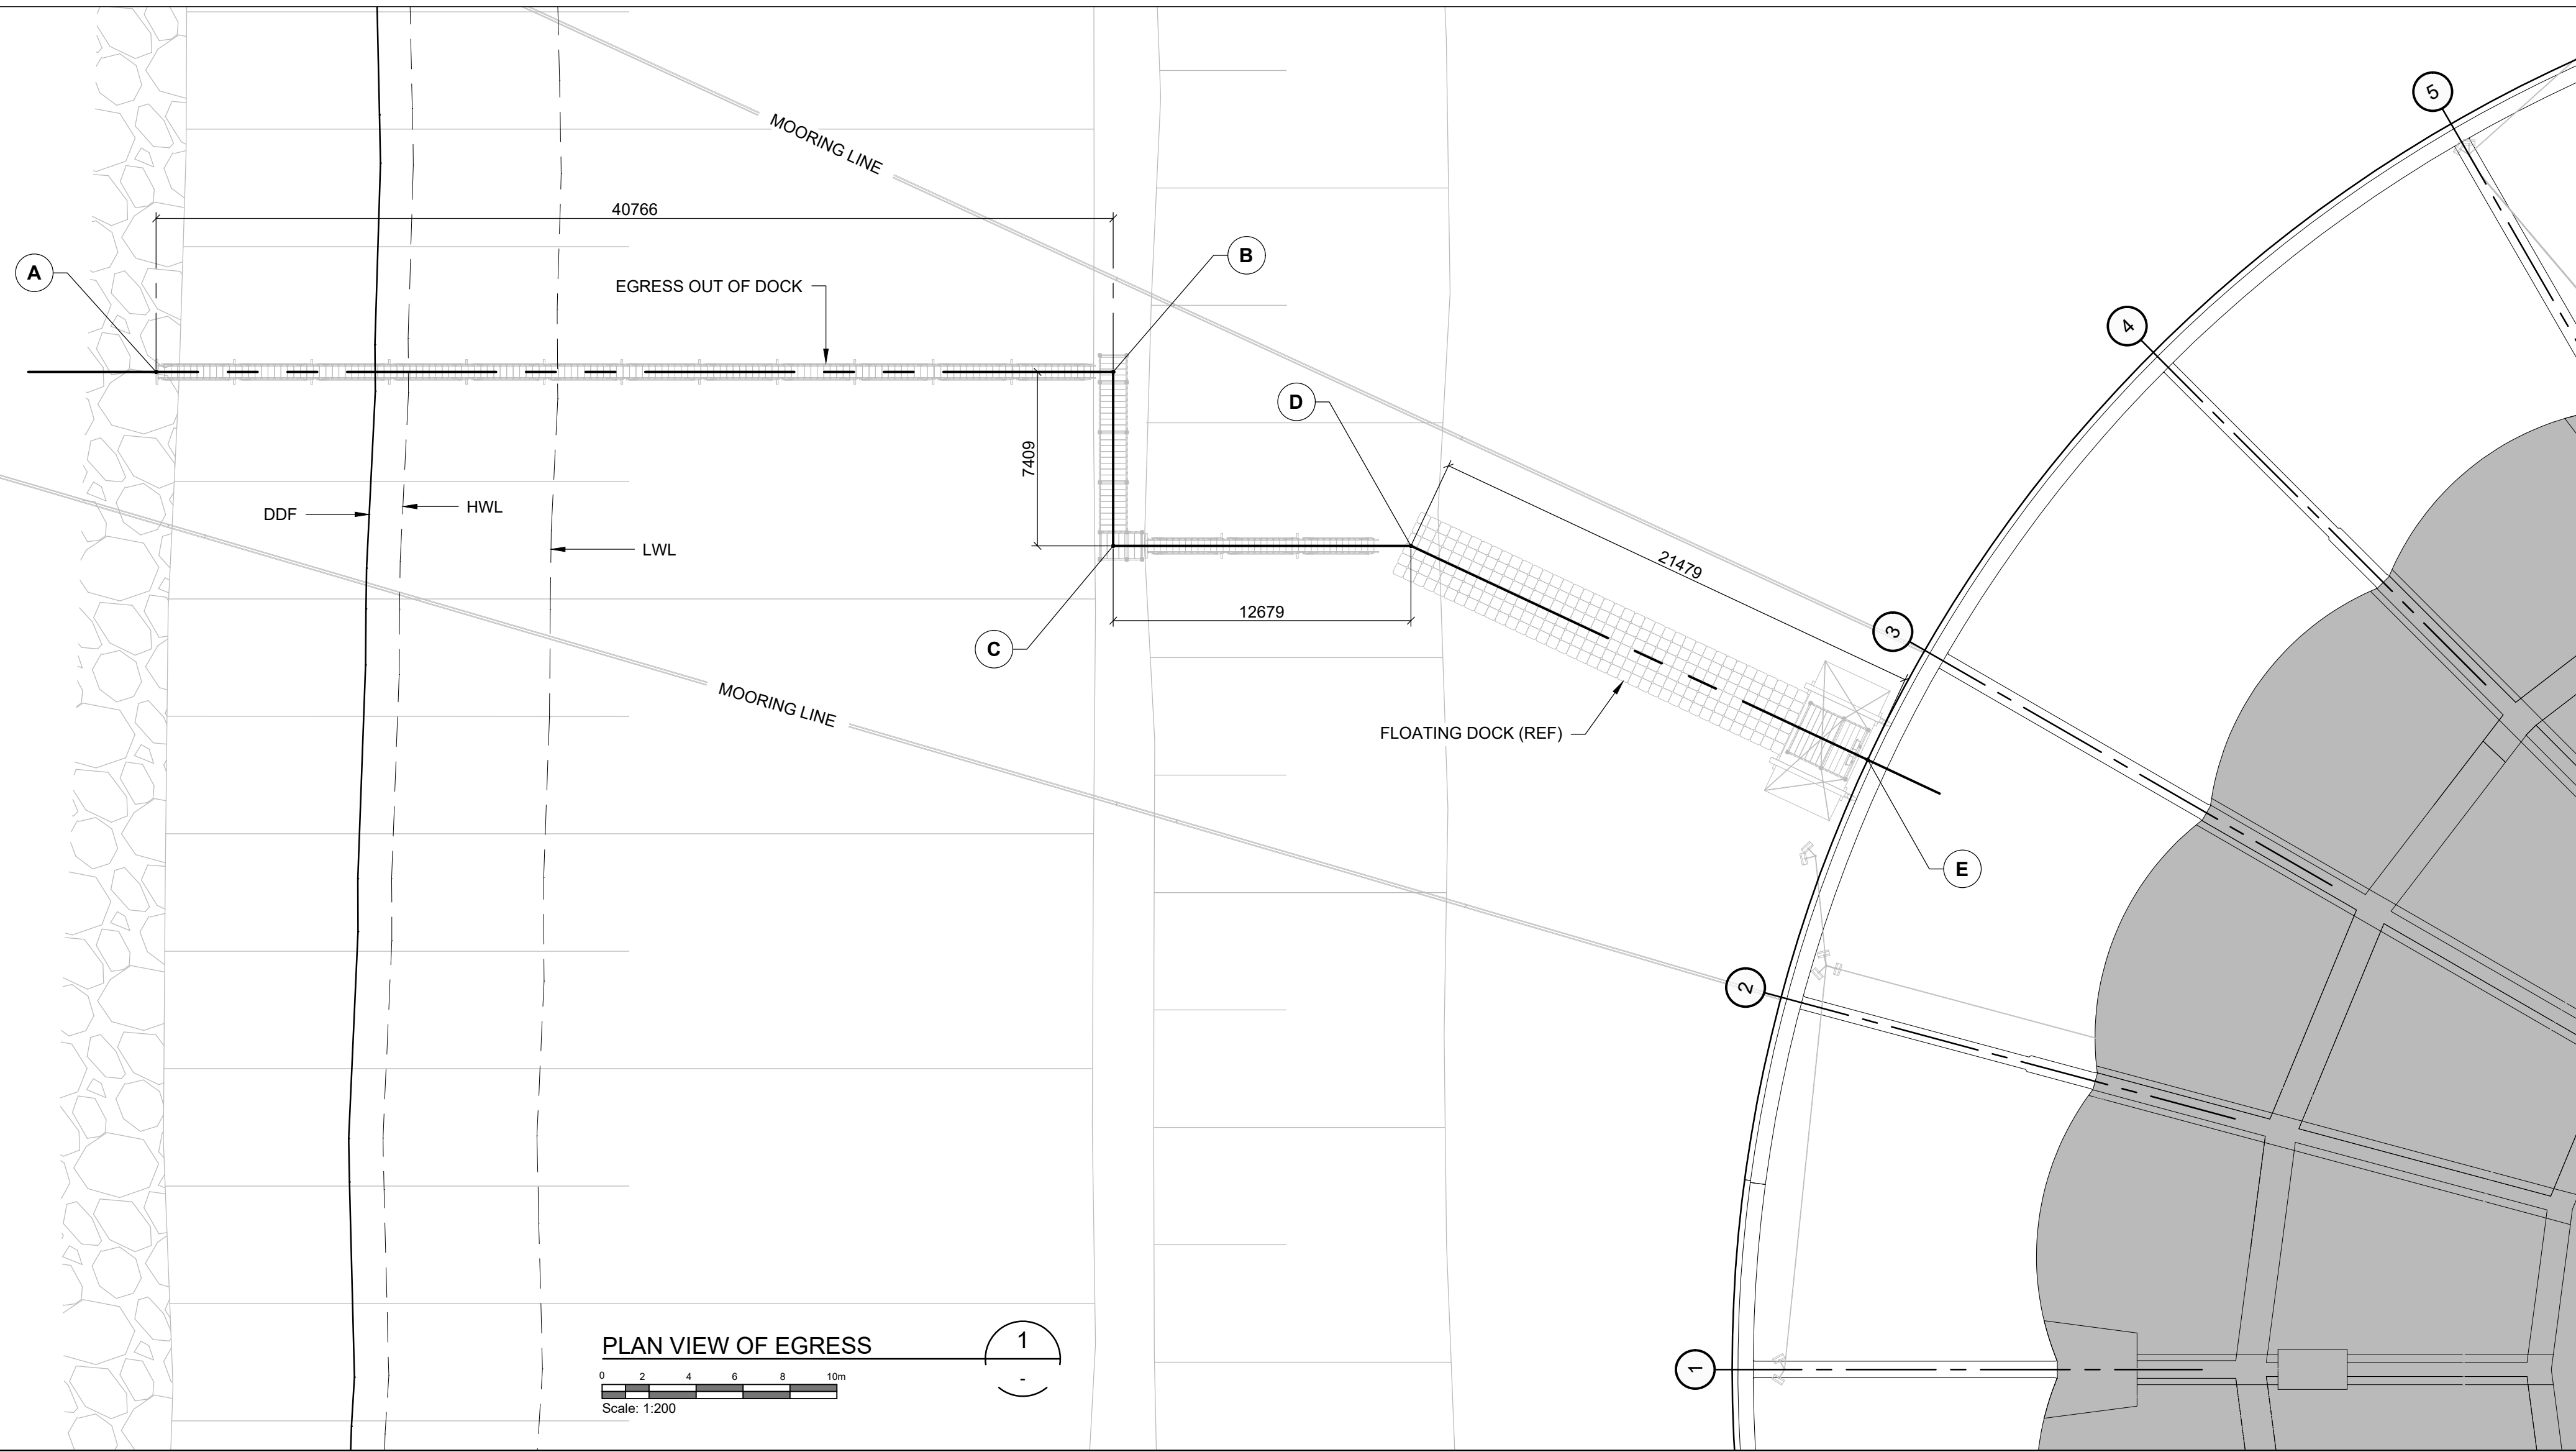 5
MOORING LINE
40766
B
A
EGRESS OUT OF DOCK
4
D
7409
DDF
HWL
LWL
21479
12679
3
C
MOORING LINE
FLOATING DOCK (REF)
E
2
PLAN VIEW OF EGRESS
1
-
0 2 4 6 8 10m
Scale: 1:200
1